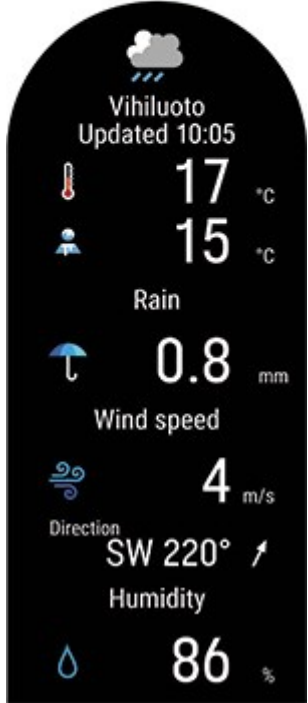 Vihiluoto
Updated 10:05
17 °C
15 °C
Rain
0.8 mm
Wind speed
4 m/s
Direction
SW 220°
Humidity
86 %